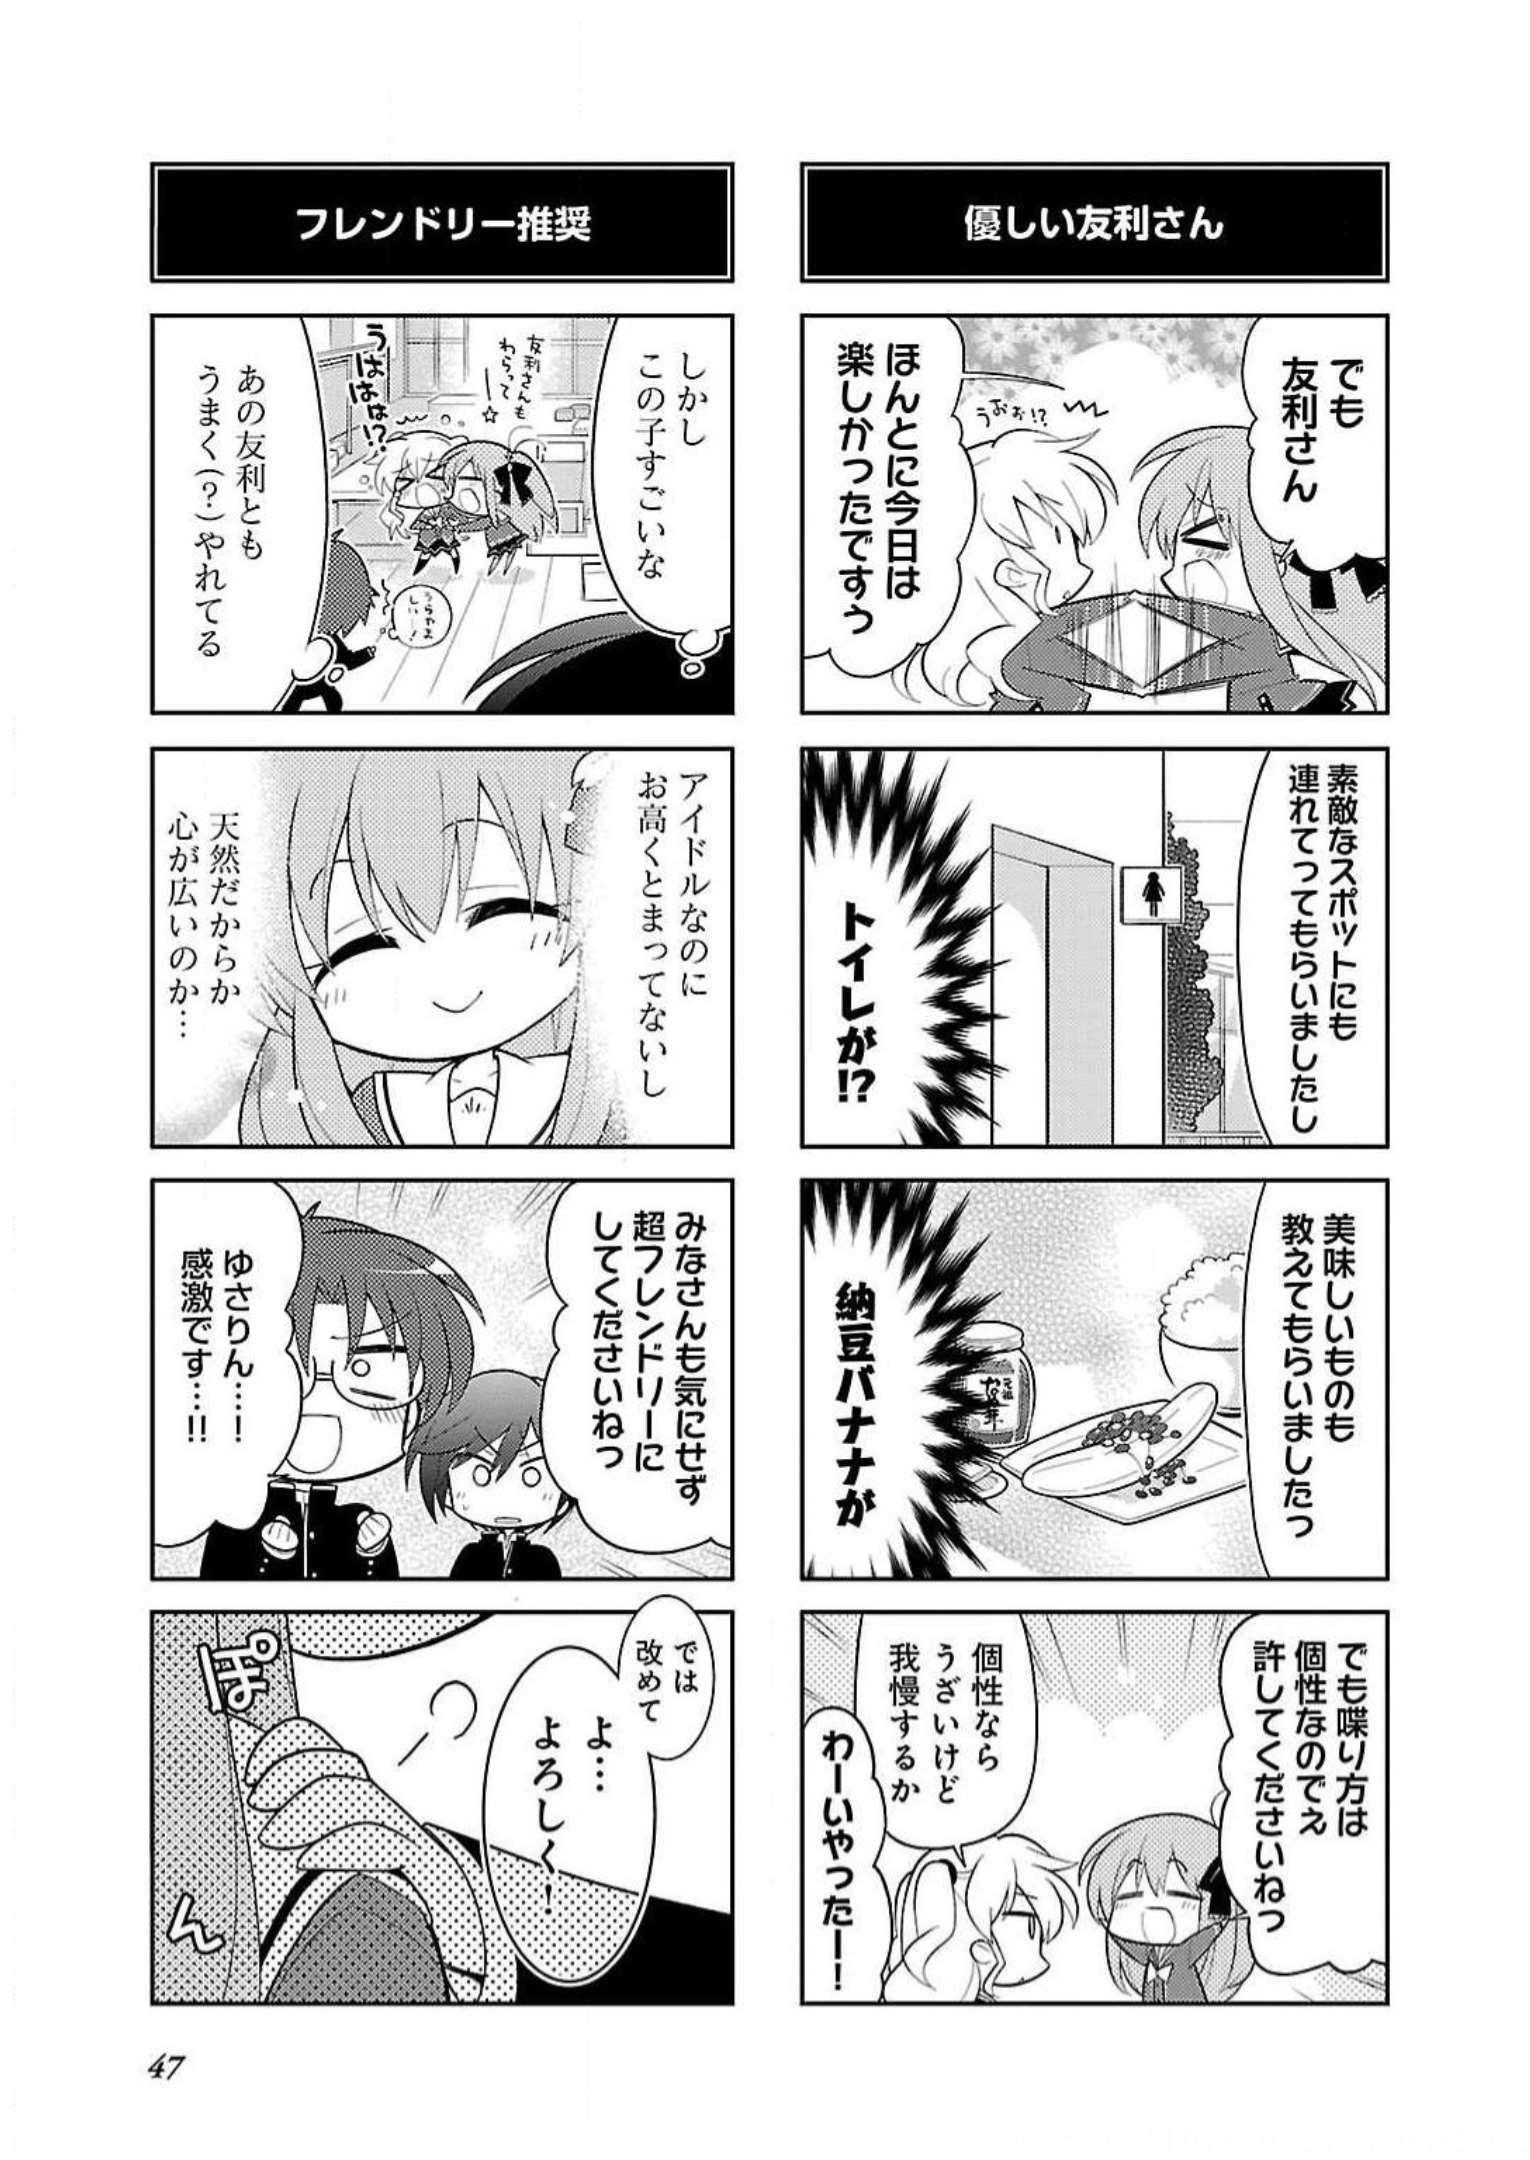 優しい友利さん
でも
友利さん
ほんとに今日は
楽しかったですぅ
うおぉ!?
素敵なスポットにも
連れてってもらいましたし
トイレが!?
美味しいものも
教えてもらいましたっ
納豆バナナが
でも喋り方は
個性なのでぇ
許してくださいねっ
個性なら
うざいけど
我慢するか
わーいやったー!
フレンドリー推奨
しかし
この子すごいな
友利さんも
わらって
ー☆
うははは!?
うらやま
しい…!
あの友利とも
うまく(?)やれてる
アイドルなのに
お高くとまってないし
天然だからか
心が広いのか…
みなさんも気にせず
超フレンドリーに
してくださいねっ
ゆさりん…!
感激です…!!
では
改めて
よ…
よろしく!
ぽ
ん
47